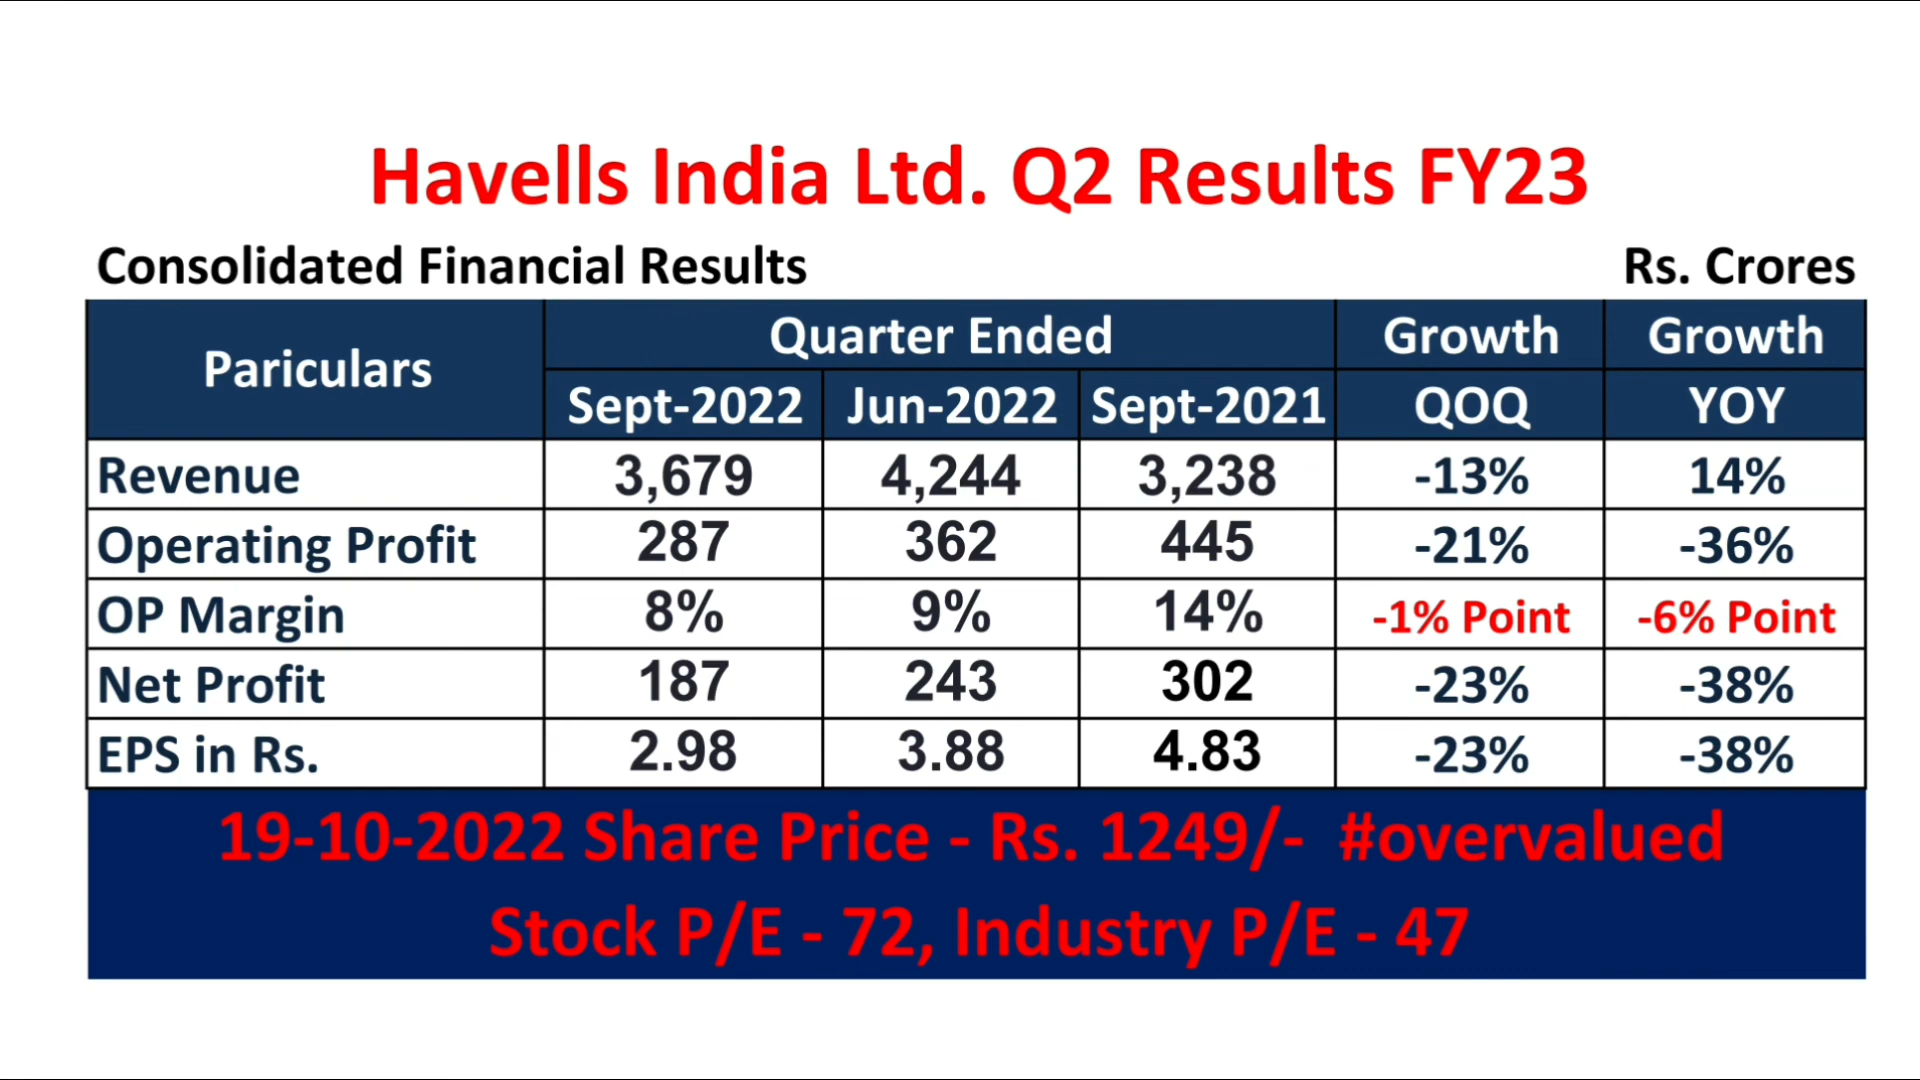 Havells India Ltd. Q2 Results FY23
Consolidated Financial Results Rs. Crores
Pariculars Quarter Ended Growth Growth
Sept-2022 Jun-2022 Sept-2021 QOQ YOY
Revenue 3,679 4,244 3,238 -13% 14%
Operating Profit 287 362 445 -21% -36%
OP Margin 8% 9% 14% -1% Point -6% Point
Net Profit 187 243 302 -23% -38%
EPS in Rs. 2.98 3.88 4.83 -23% -38%
19-10-2022 Share Price - Rs. 1249/- #overvalued
Stock P/E - 72, Industry P/E - 47